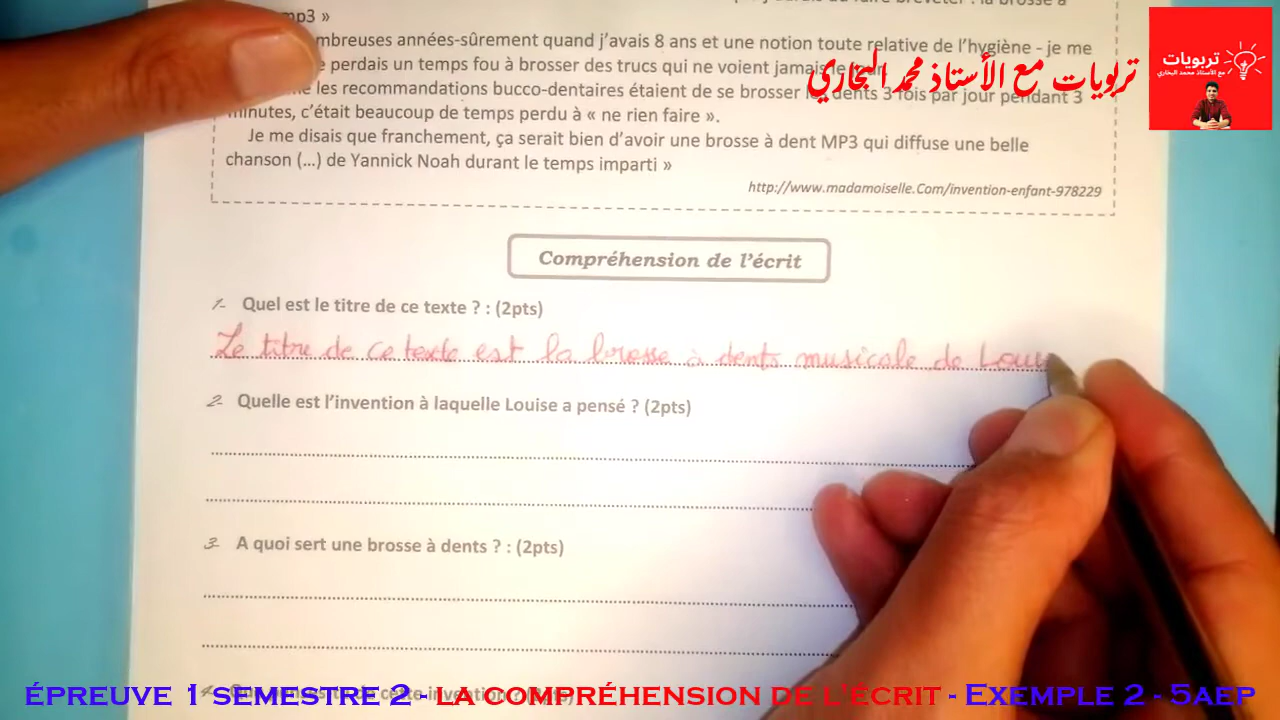 mp3 »
mbreuses années-sûrement quand j'avais 8 ans et une notion toute relative de l'hygiène - je me
perdais un temps fou à brosser des trucs qui ne voient jamais le jour
les recommandations bucco-dentaires étaient de se brosser les dents 3 fois par jour pendant 3
minutes, c'était beaucoup de temps perdu à « ne rien faire ».
Je me disais que franchement, ça serait bien d'avoir une brosse à dent MP3 qui diffuse une belle
chanson (...) de Yannick Noah durant le temps imparti »
http://www.madamoiselle.Com/invention-enfant-978229
تربويات مع الأستاذ محمد البخاري
تربويات
مع الأستاذ محمد البخاري
Compréhension de l'écrit
1- Quel est le titre de ce texte ? : (2pts)
Le titre de ce texte est la brosse à dents musicale de Lou
2- Quelle est l'invention à laquelle Louise a pensé ? (2pts)
3- A quoi sert une brosse à dents ? : (2pts)
épreuve 1 semestre 2 - la compréhension de l'écrit - Exemple 2 - 5aep